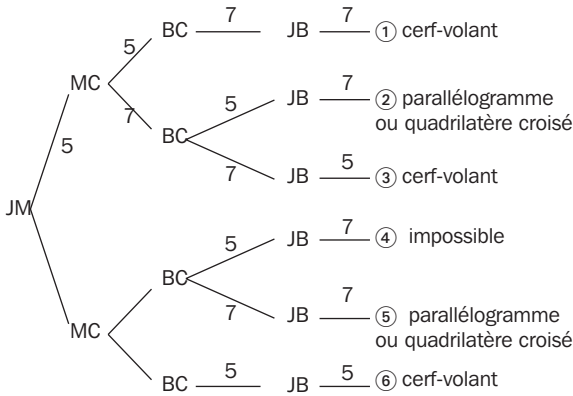 BC 7 JB 7 ① cerf-volant
5
MC
7
BC 5 JB 7 ② parallélogramme
ou quadrilatère croisé
7 JB 5 ③ cerf-volant
5
JM
BC 5 JB 7 ④ impossible
7 JB 7 ⑤ parallélogramme
ou quadrilatère croisé
MC
BC 5 JB 5 ⑥ cerf-volant